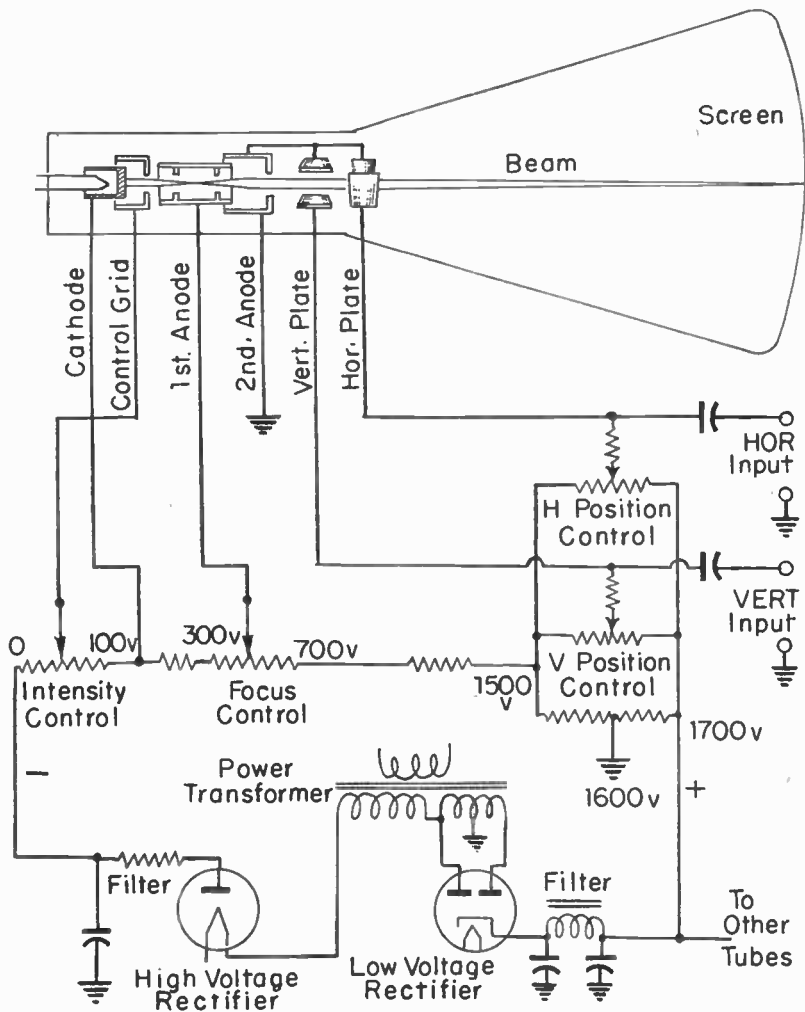 Screen
Beam
Cathode
Control Grid
1st. Anode
2nd. Anode
Vert. Plate
Hor. Plate
HOR
Input
H Position
Control
VERT
Input
0
100v
300v
700v
1500
v
V Position
Control
Intensity
Control
Focus
Control
1700v
–
Power
Transformer
1600v
+
Filter
Filter
To
Other
Tubes
High Voltage
Rectifier
Low Voltage
Rectifier